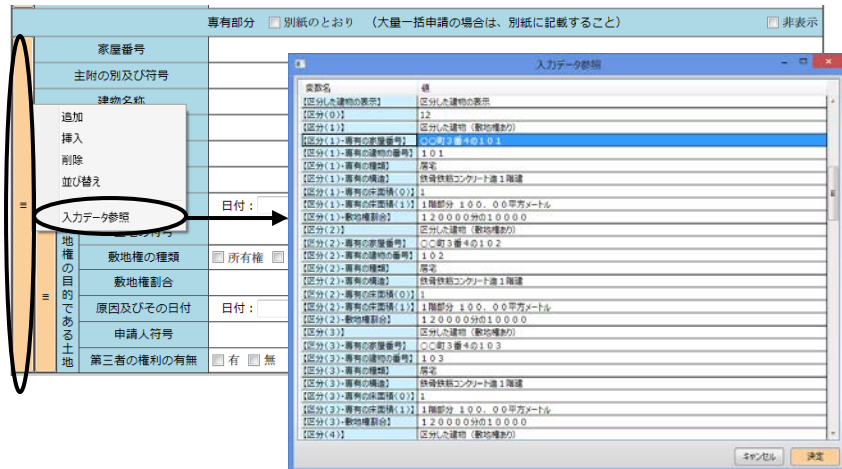 専有部分 別紙のとおり (大量一括申請の場合は、別紙に記載すること) 非表示
家屋番号
主附の別及び符号
建物名称
追加
挿入
削除
並び替え
入力データ参照
日付:
地権の目的である土地
敷地権の種類 所有権
敷地権割合
原因及びその日付 日付:
申請人符号
第三者の権利の有無 有 無
入力データ参照
変数名 値
【区分した建物の表示】 区分した建物の表示
【区分(0)】 12
【区分(1)】 区分した建物(敷地権あり)
【区分(1)-専有の家屋番号】 〇〇町3番4の101
【区分(1)-専有の建物の番号】 101
【区分(1)-専有の種類】 居宅
【区分(1)-専有の構造】 鉄骨鉄筋コンクリート造1階建
【区分(1)-専有の床面積(0)】 1
【区分(1)-専有の床面積(1)】 1階部分 100.00平方メートル
【区分(1)-敷地権割合】 120000分の10000
【区分(2)】 区分した建物(敷地権あり)
【区分(2)-専有の家屋番号】 〇〇町3番4の102
【区分(2)-専有の建物の番号】 102
【区分(2)-専有の種類】 居宅
【区分(2)-専有の構造】 鉄骨鉄筋コンクリート造1階建
【区分(2)-専有の床面積(0)】 1
【区分(2)-専有の床面積(1)】 1階部分 100.00平方メートル
【区分(2)-敷地権割合】 120000分の10000
【区分(3)】 区分した建物(敷地権あり)
【区分(3)-専有の家屋番号】 〇〇町3番4の103
【区分(3)-専有の建物の番号】 103
【区分(3)-専有の種類】 居宅
【区分(3)-専有の構造】 鉄骨鉄筋コンクリート造1階建
【区分(3)-専有の床面積(0)】 1
【区分(3)-専有の床面積(1)】 1階部分 100.00平方メートル
【区分(3)-敷地権割合】 120000分の10000
【区分(4)】 区分した建物(敷地権あり)
キャンセル 決定